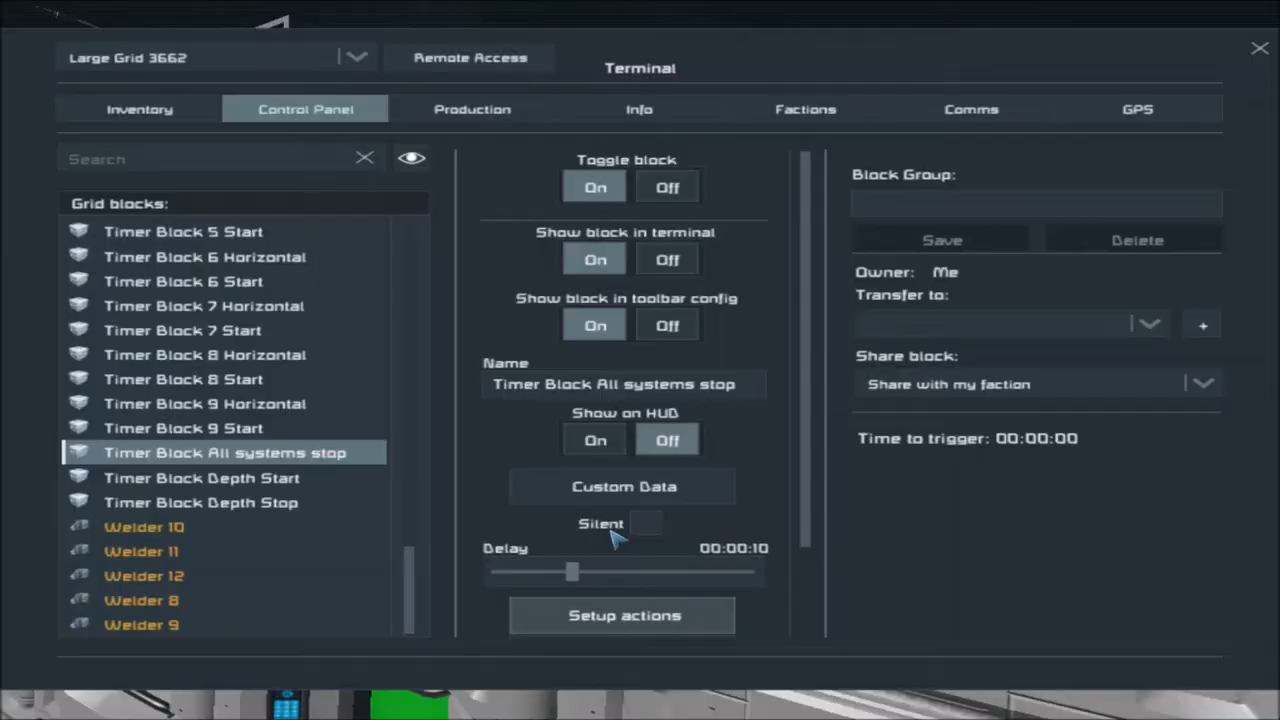 Large Grid 3662
Remote Access
Terminal
Inventory
Control Panel
Production
Info
Factions
Comms
GPS
Search
Grid blocks:
Timer Block 5 Start
Timer Block 6 Horizontal
Timer Block 6 Start
Timer Block 7 Horizontal
Timer Block 7 Start
Timer Block 8 Horizontal
Timer Block 8 Start
Timer Block 9 Horizontal
Timer Block 9 Start
Timer Block All systems stop
Timer Block Depth Start
Timer Block Depth Stop
Welder 10
Welder 11
Welder 12
Welder 8
Welder 9
Toggle block
On Off
Show block in terminal
On Off
Show block in toolbar config
On Off
Name
Timer Block All systems stop
Show on HUD
On Off
Custom Data
Silent
Delay 00:00:10
Setup actions
Block Group:
Save Delete
Owner: Me
Transfer to:
+
Share block:
Share with my faction
Time to trigger: 00:00:00